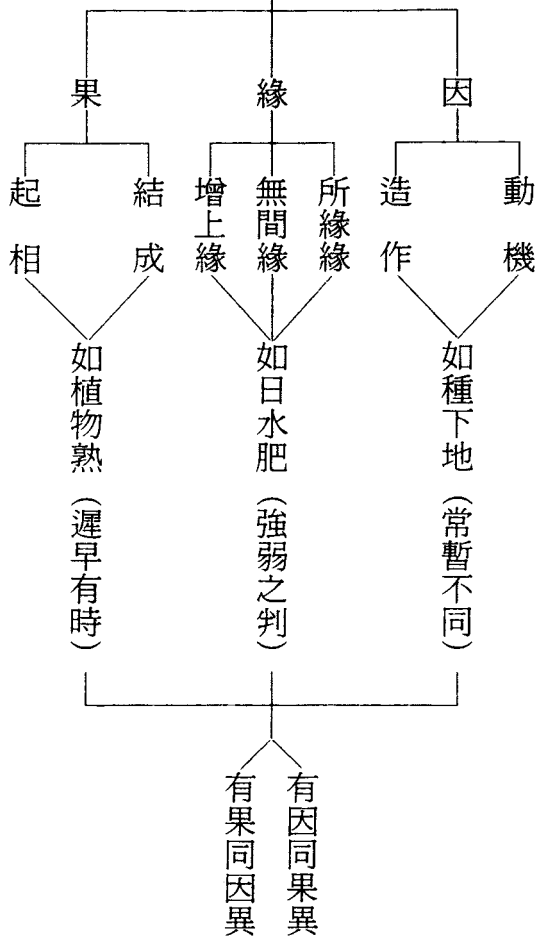 因
緣
果
動機
造作
所緣緣
無間緣
增上緣
結成
起相
如種下地（常暫不同）
如日水肥（強弱之判）
如植物熟（遲早有時）
有因同果異
有果同因異